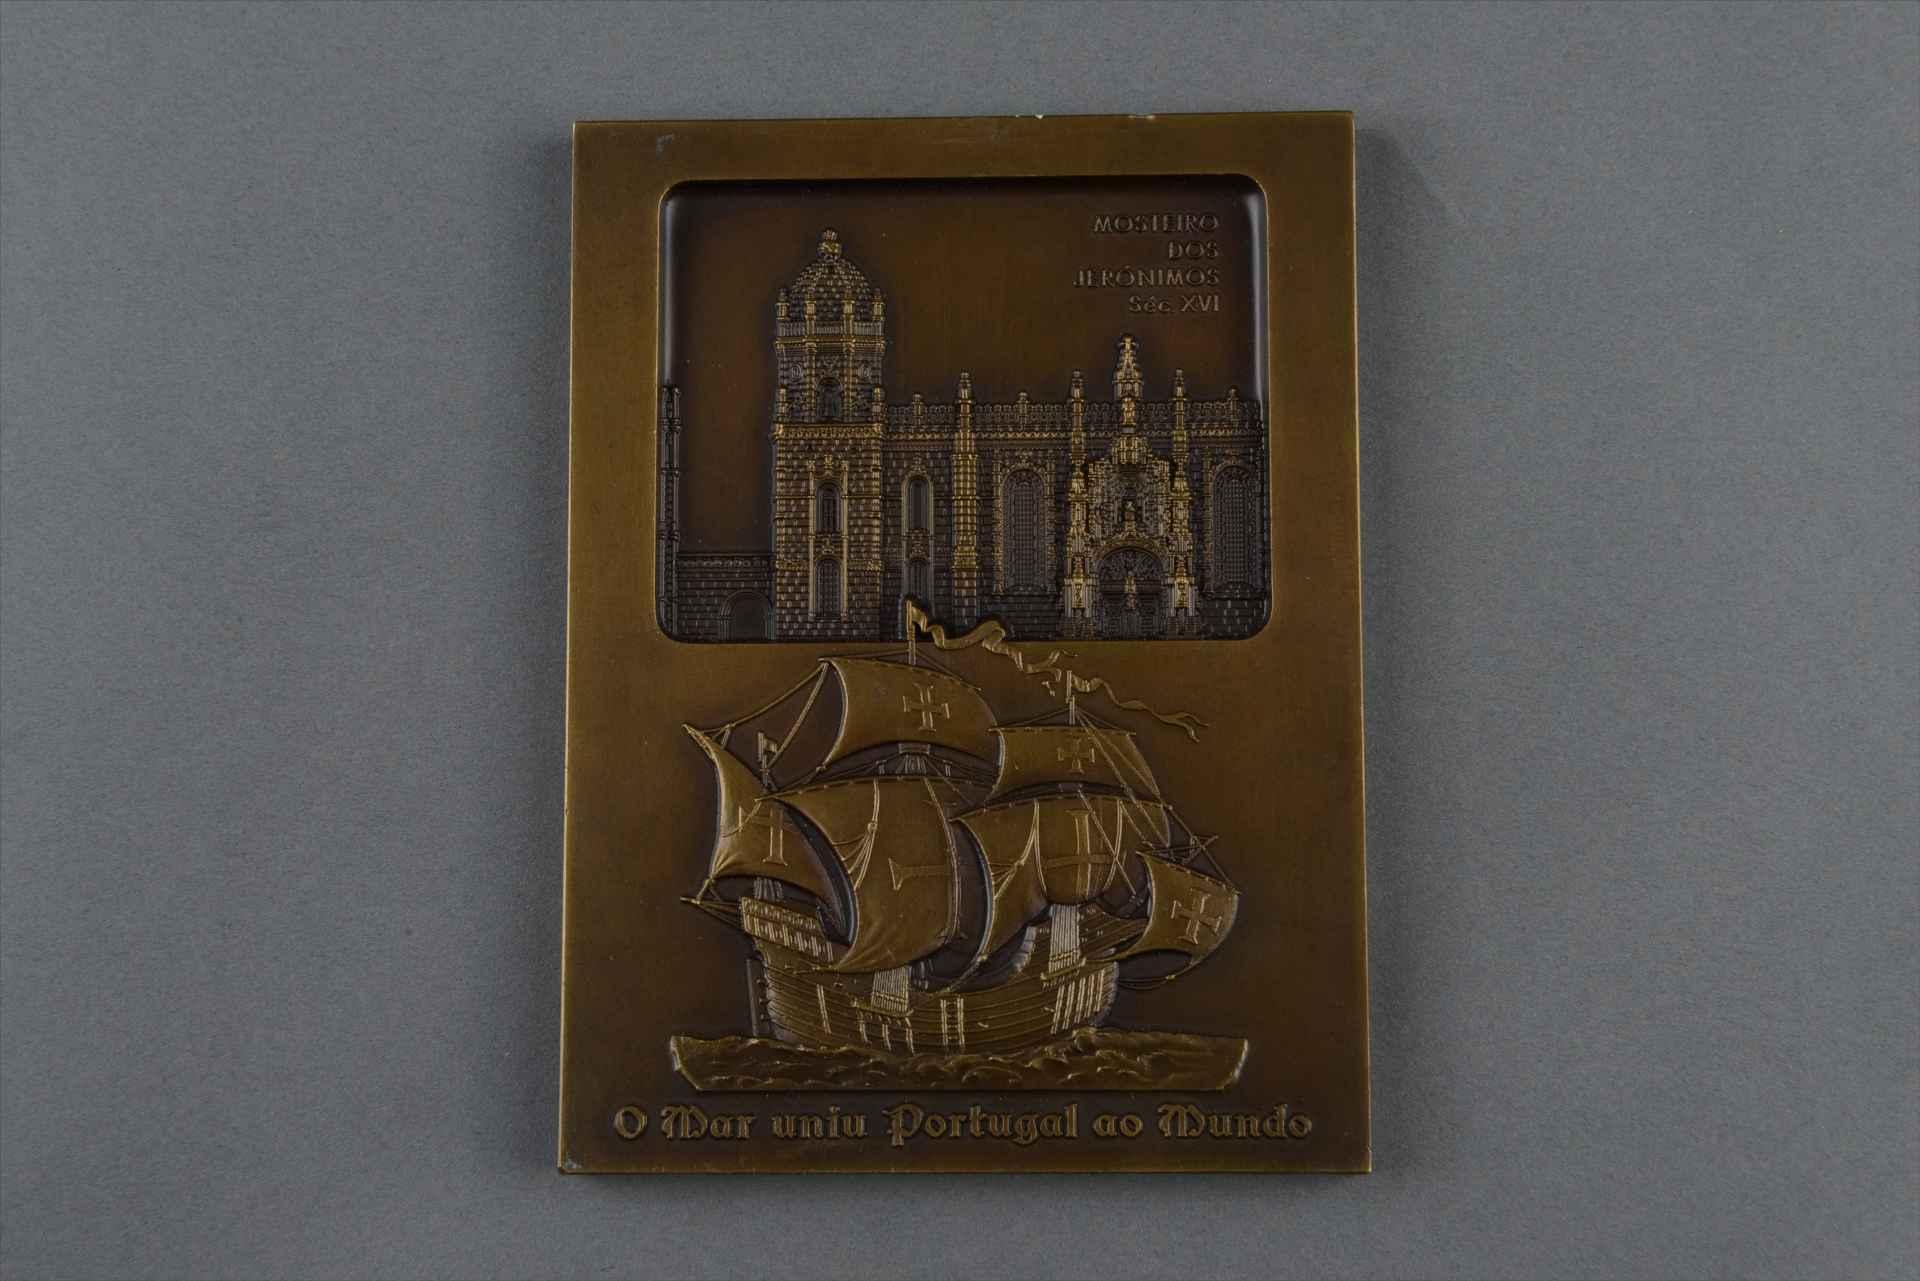 MOSTEIRO
DOS
JERÓNIMOS
Séc. XVI
O Mar uniu Portugal ao Mundo